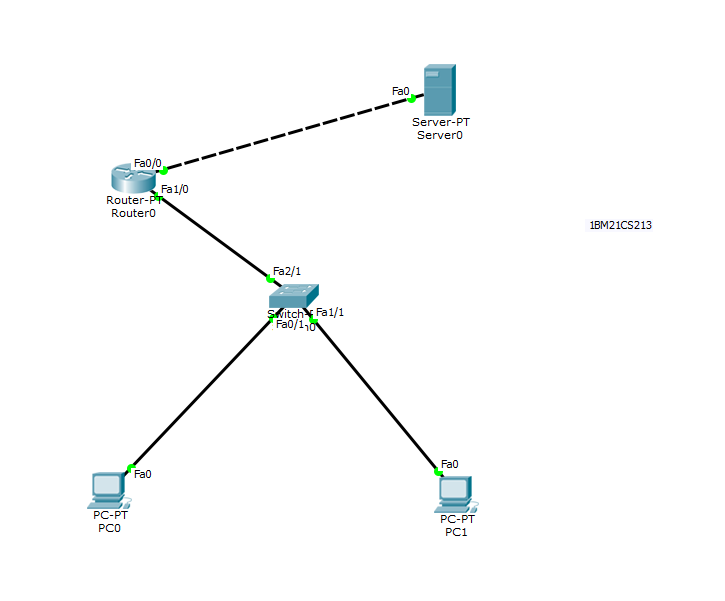 Fa0
Server-PT
Server0
Fa0/0
Fa1/0
Router-PT
Router0
1BM21CS213
Fa2/1
Fa1/1
Fa0/1
Fa0
PC-PT
PC0
Fa0
PC-PT
PC1